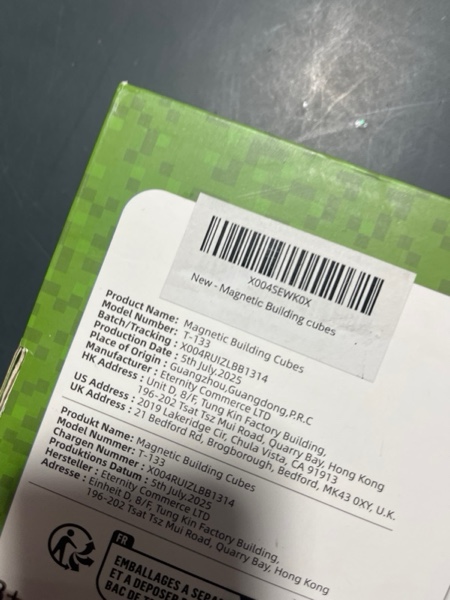 X004SEWK0X
New - Magnetic Building cubes
Product Name: Magnetic Building Cubes
Model Number: T-133
Batch/Tracking : X004RUIZLBB1314
Production Date : 5th July.2025
Place of Origin : Guangzhou,Guangdong,P.R.C
Manufacturer : Eternity Commerce LTD
HK Address : Unit D, 8/F, Tung Kin Factory Building,
196-202 Tsat Tsz Mui Road, Quarry Bay, Hong Kong
US Address : 2019 Lakeridge Cir, Chula Vista, CA 91913
UK Address : 21 Bedford Rd, Brogborough, Bedford, MK43 0XY, U.K.
Produkt Name: Magnetic Building Cubes
Model Number: T-133
Chargen Nummer : X004RUIZLBB1314
Produktions Datum : 5th July.2025
Hersteller : Eternity Commerce LTD
Adresse : Einheit D, 8/F, Tung Kin Factory Building,
196-202 Tsat Tsz Mui Road, Quarry Bay, Hong Kong
FR
EMBALLAGES A
ET A DEPOSER
BAC DE